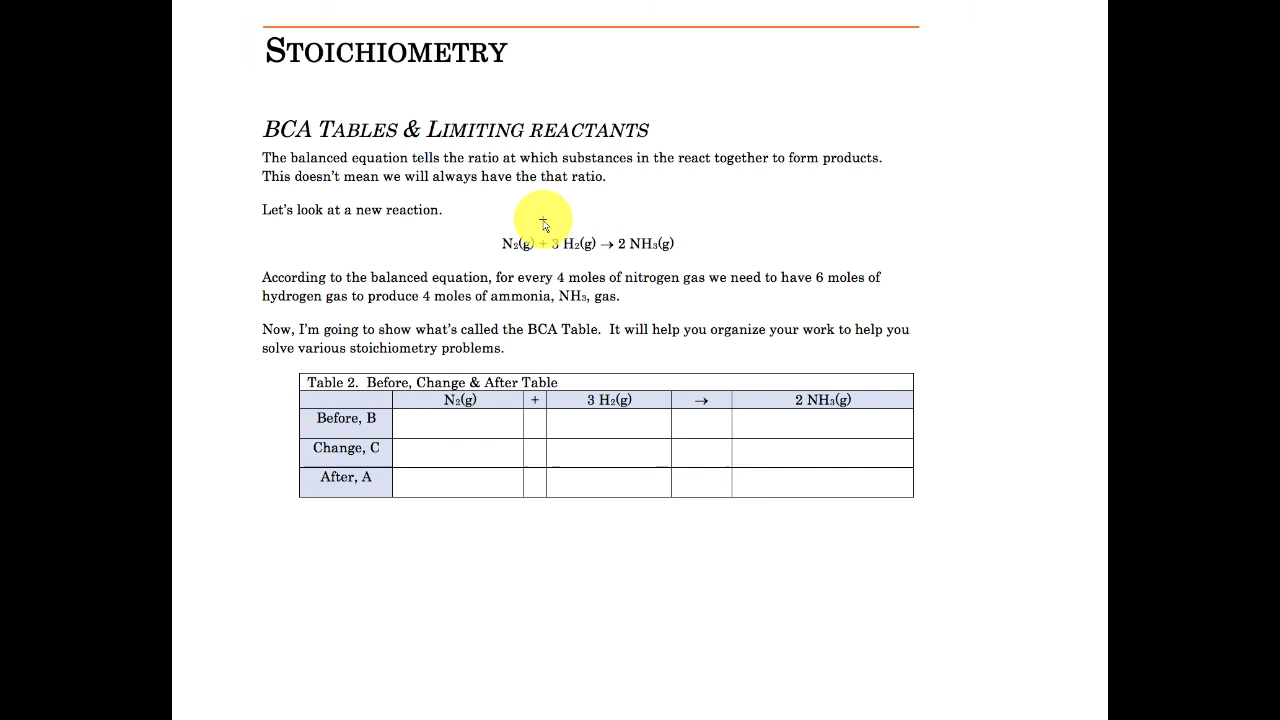 STOICHIOMETRY
BCA TABLES & LIMITING REACTANTS
The balanced equation tells the ratio at which substances in the react together to form products.
This doesn't mean we will always have the that ratio.
Let's look at a new reaction.
N₂(g) + 3 H₂(g) → 2 NH₃(g)
According to the balanced equation, for every 4 moles of nitrogen gas we need to have 6 moles of
hydrogen gas to produce 4 moles of ammonia, NH₃, gas.
Now, I'm going to show what's called the BCA Table. It will help you organize your work to help you
solve various stoichiometry problems.
Table 2. Before, Change & After Table
N₂(g) + 3 H₂(g) → 2 NH₃(g)
Before, B
Change, C
After, A